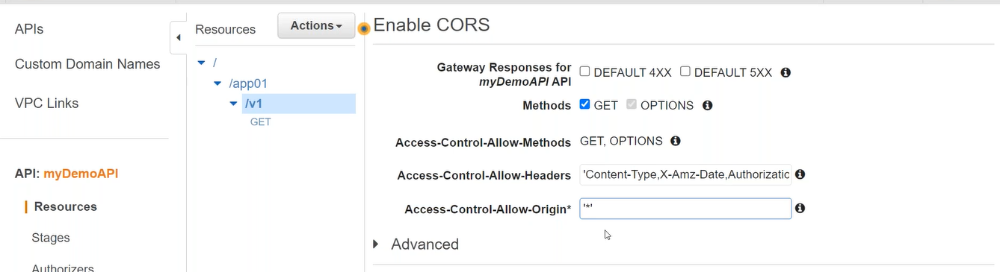 APIs
Custom Domain Names
VPC Links
API: myDemoAPI
Resources
Stages
Authorizers
Resources
Actions
/
/app01
/v1
GET
Enable CORS
Gateway Responses for
myDemoAPI API
DEFAULT 4XX DEFAULT 5XX
Methods GET OPTIONS
Access-Control-Allow-Methods GET, OPTIONS
Access-Control-Allow-Headers 'Content-Type,X-Amz-Date,Authorizatic
Access-Control-Allow-Origin* '*'
Advanced